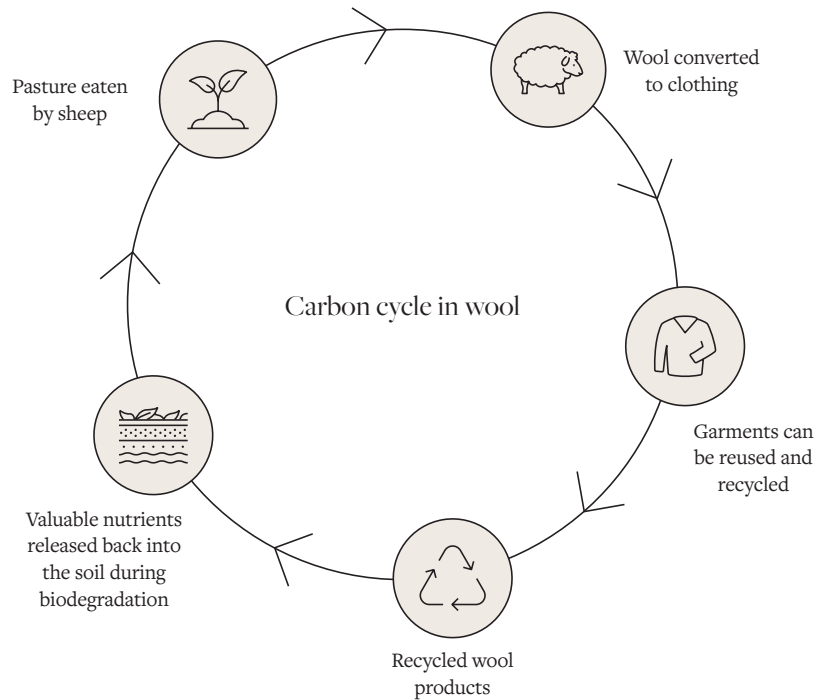 Pasture eaten
by sheep
Wool converted
to clothing
Carbon cycle in wool
Garments can
be reused and
recycled
Valuable nutrients
released back into
the soil during
biodegradation
Recycled wool
products